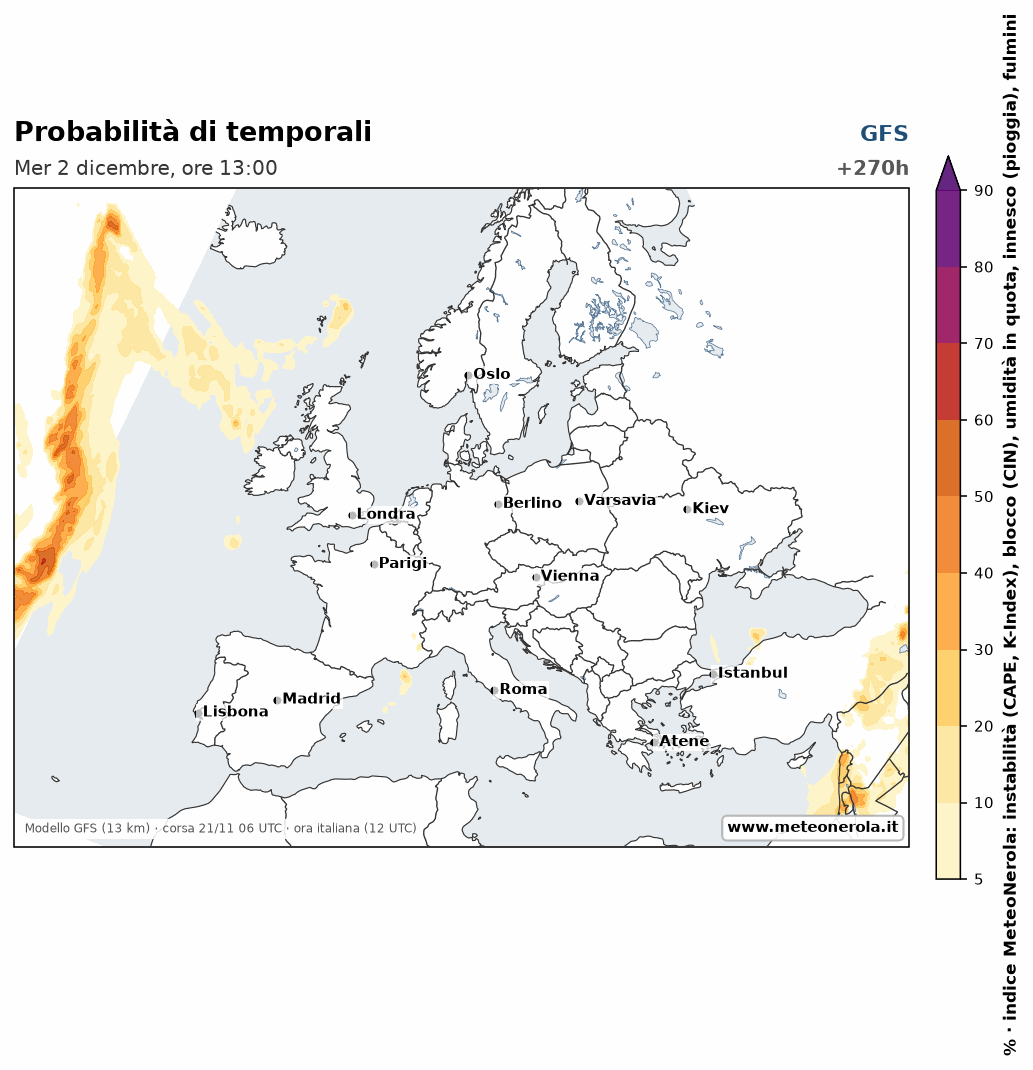 Probabilità di temporali
GFS
Mer 2 dicembre, ore 13:00
+270h
Oslo
Londra
Berlino
Varsavia
Kiev
Parigi
Vienna
Istanbul
Roma
Madrid
Lisbona
Atene
Modello GFS (13 km) · corsa 21/11 06 UTC · ora italiana (12 UTC)
www.meteonerola.it
90
80
70
60
50
40
30
20
10
5
% · indice MeteoNerola: instabilità (CAPE, K-Index), blocco (CIN), umidità in quota, innesco (pioggia), fulmini